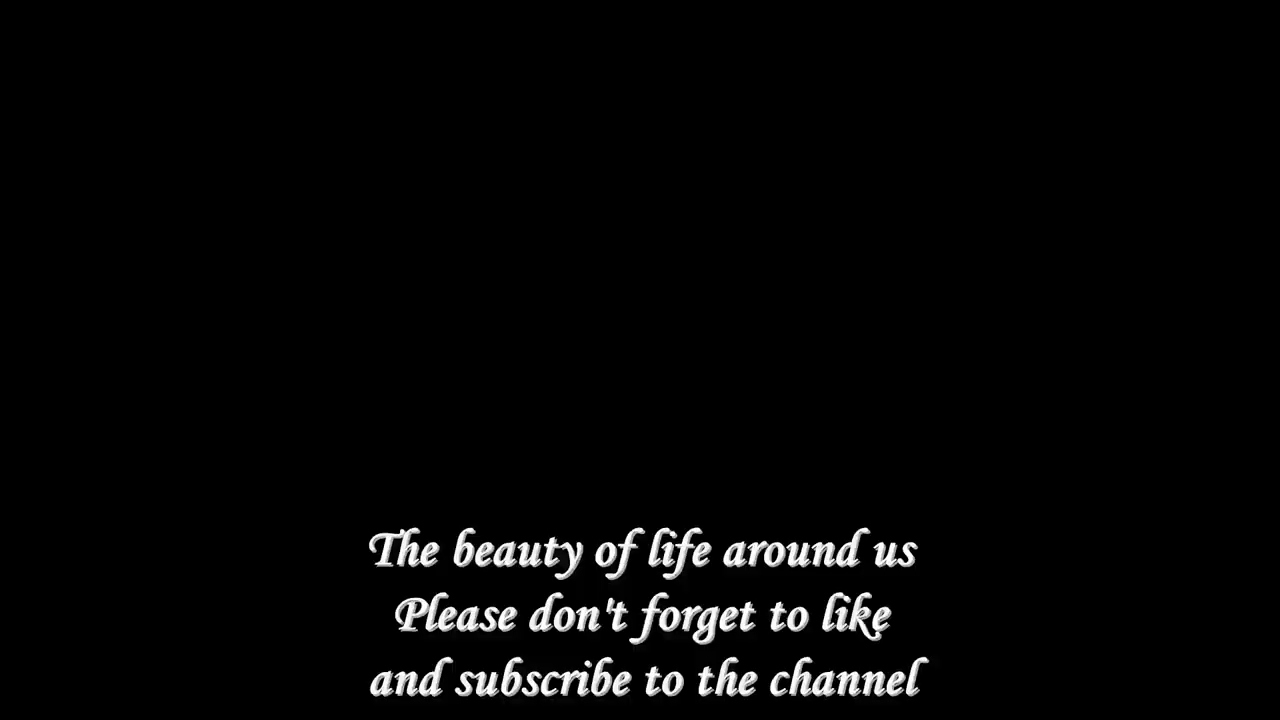 The beauty of life around us
Please don't forget to like
and subscribe to the channel